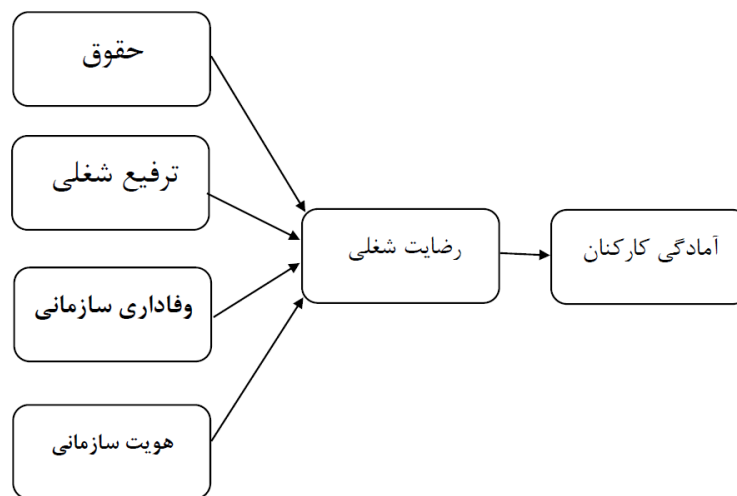 حقوق
ترفیع شغلی
وفاداری سازمانی
هویت سازمانی
رضایت شغلی
آمادگی کارکنان